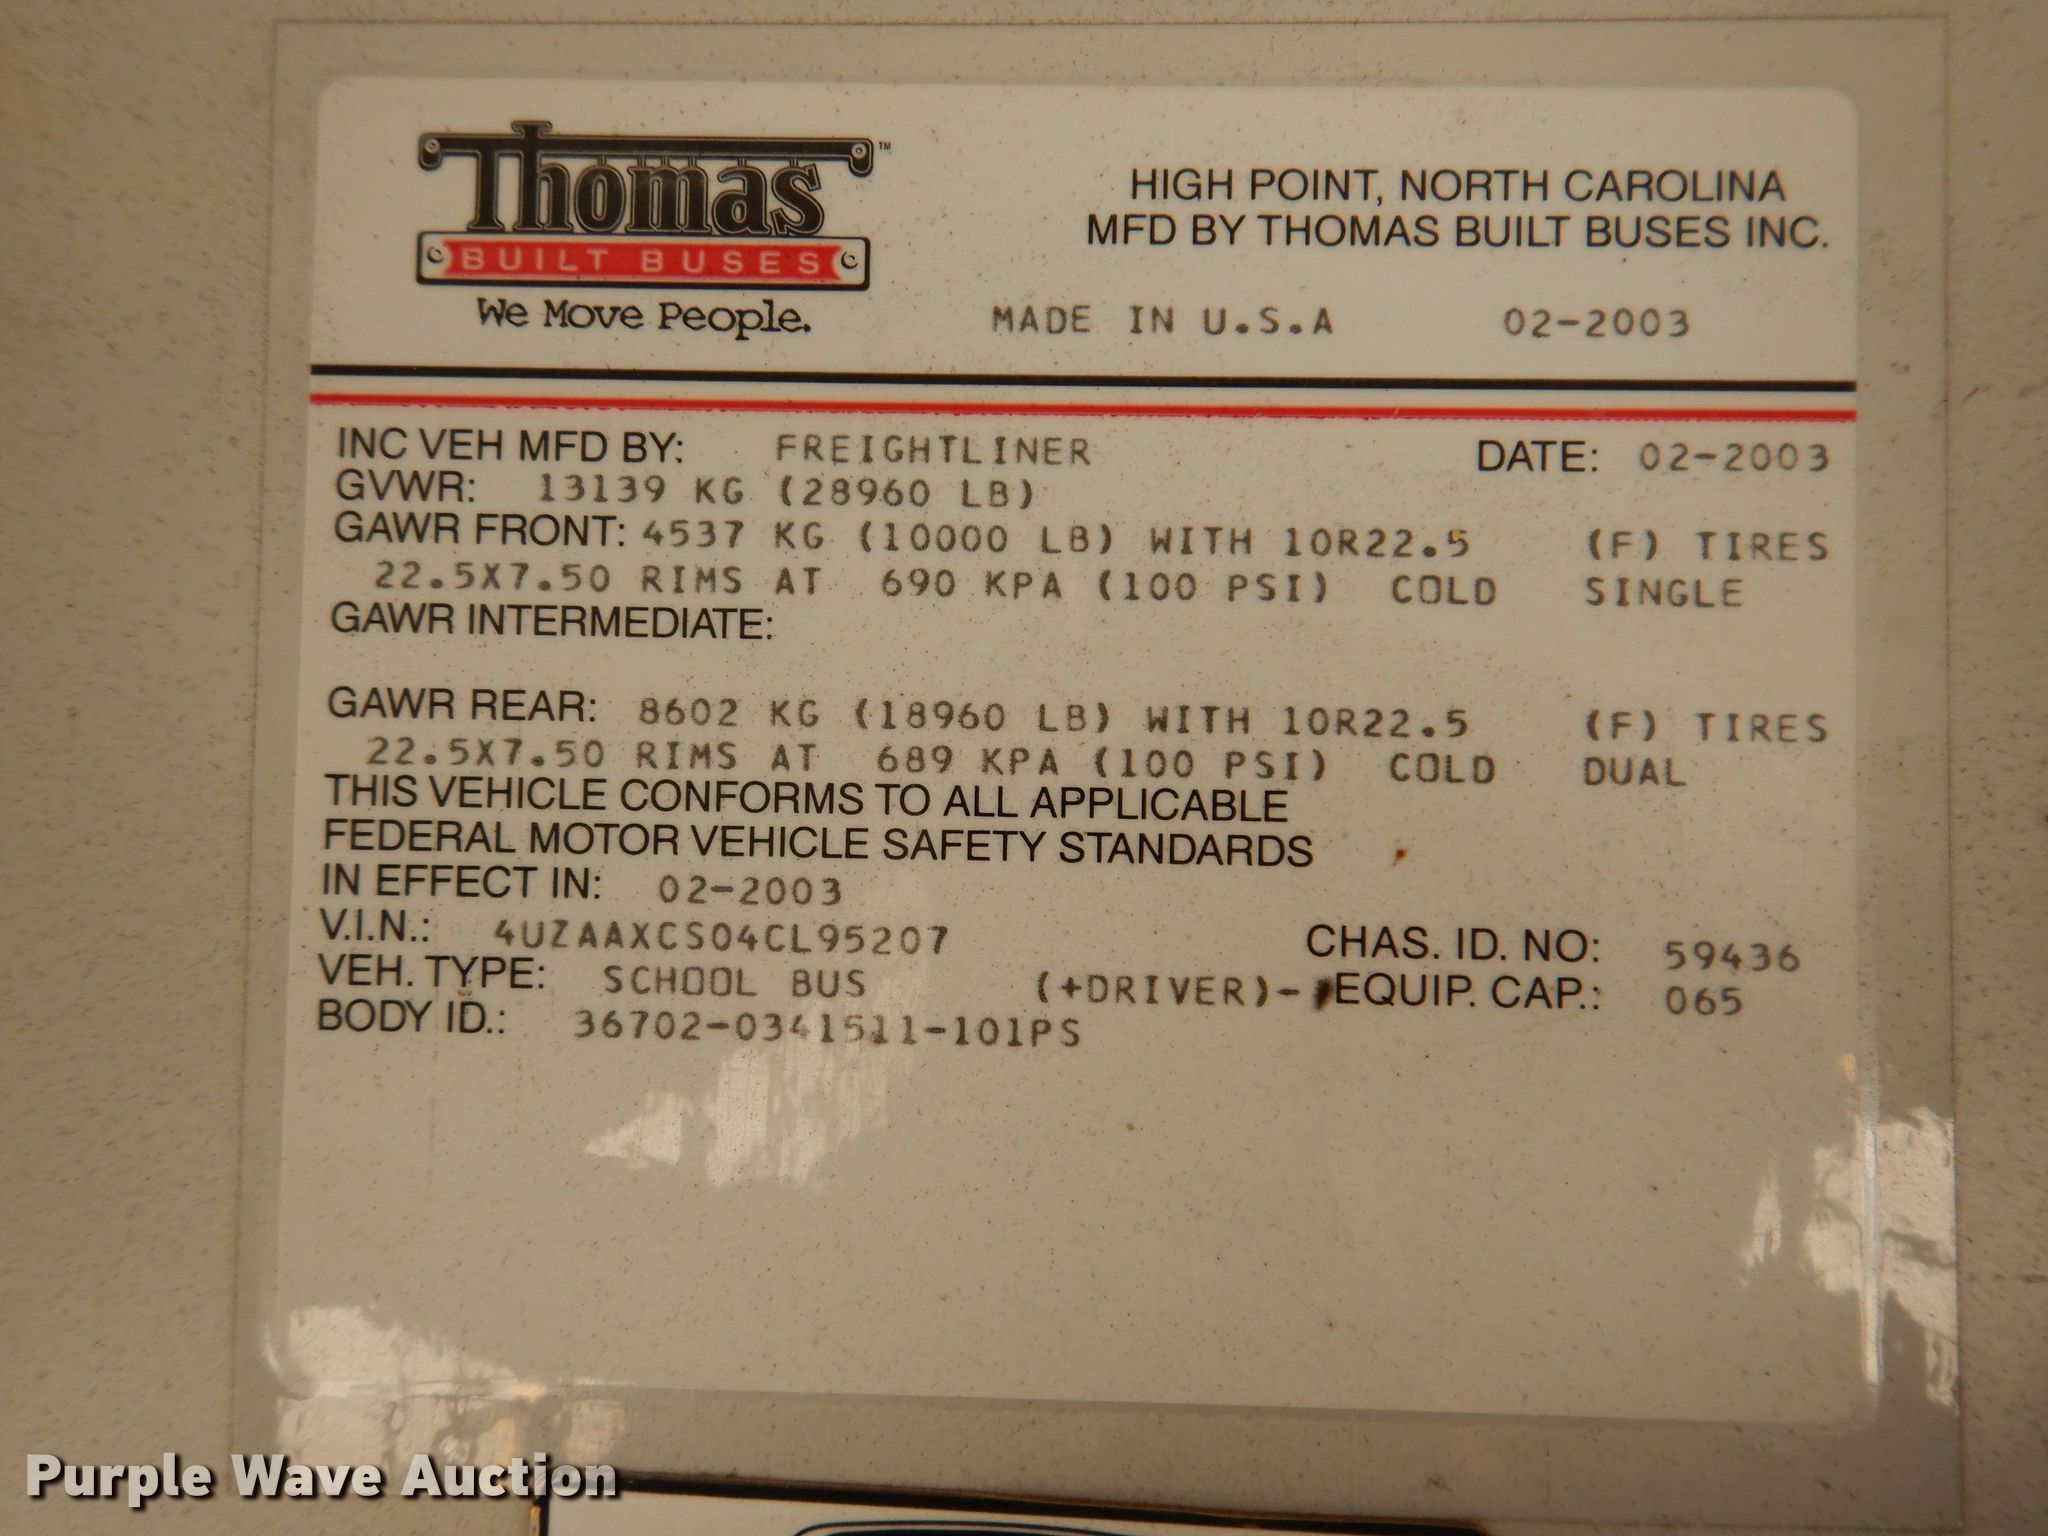 Thomas™
BUILT BUSES
We Move People.
HIGH POINT, NORTH CAROLINA
MFD BY THOMAS BUILT BUSES INC.
MADE IN U.S.A 02-2003
INC VEH MFD BY: FREIGHTLINER DATE: 02-2003
GVWR: 13139 KG (28960 LB)
GAWR FRONT: 4537 KG (10000 LB) WITH 10R22.5 (F) TIRES
22.5X7.50 RIMS AT 690 KPA (100 PSI) COLD SINGLE
GAWR INTERMEDIATE:
GAWR REAR: 8602 KG (18960 LB) WITH 10R22.5 (F) TIRES
22.5X7.50 RIMS AT 689 KPA (100 PSI) COLD DUAL
THIS VEHICLE CONFORMS TO ALL APPLICABLE
FEDERAL MOTOR VEHICLE SAFETY STANDARDS
IN EFFECT IN: 02-2003
V.I.N.: 4UZAAXCS04CL95207 CHAS. ID. NO: 59436
VEH. TYPE: SCHOOL BUS (+DRIVER)- EQUIP. CAP.: 065
BODY ID.: 36702-0341511-101PS
Purple Wave Auction